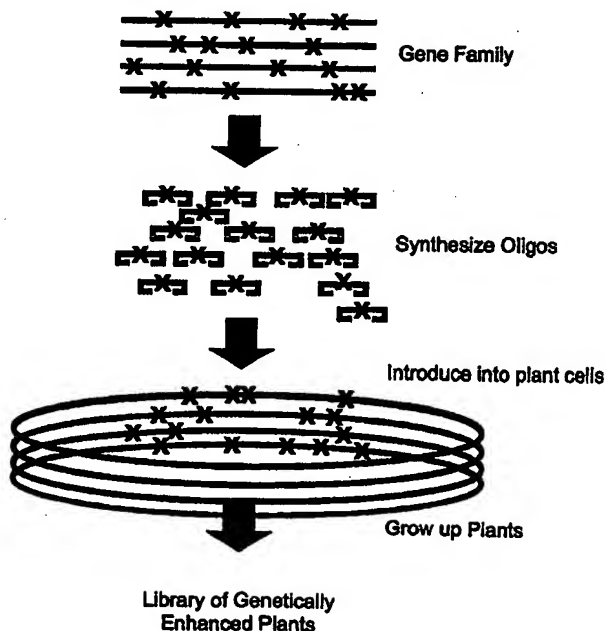 Gene Family
Synthesize Oligos
Introduce into plant cells
Grow up Plants
Library of Genetically
Enhanced Plants